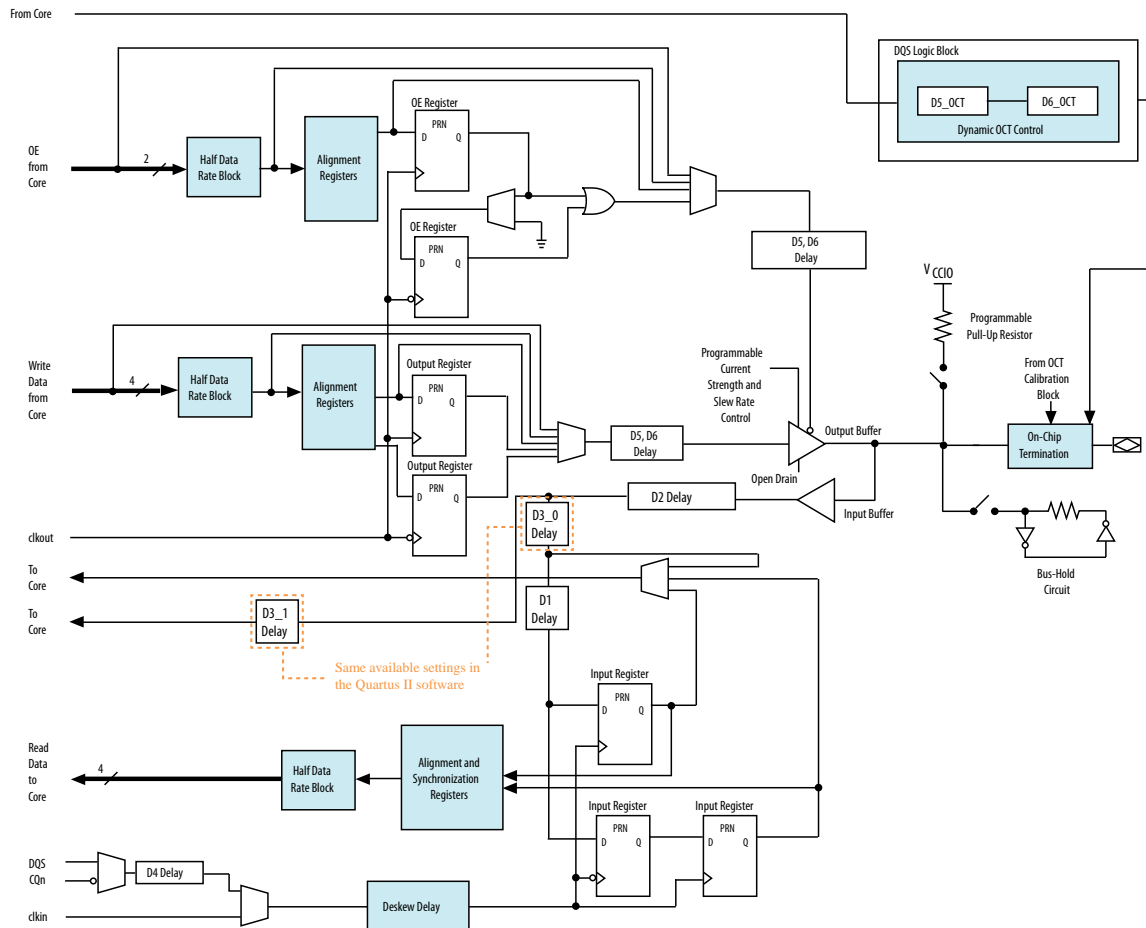 From Core
DQS Logic Block
D5_OCT
D6_OCT
Dynamic OCT Control
OE
from
Core
2
Half Data
Rate Block
Alignment
Registers
OE Register
PRN
D
Q
OE Register
PRN
D
Q
D5, D6
Delay
V CCIO
Programmable
Pull-Up Resistor
Write
Data
from
Core
4
Half Data
Rate Block
Alignment
Registers
Output Register
PRN
D
Q
Output Register
PRN
D
Q
D5, D6
Delay
Programmable
Current
Strength and
Slew Rate
Control
Output Buffer
Open Drain
From OCT
Calibration
Block
On-Chip
Termination
D2 Delay
Input Buffer
D3_0
Delay
clkout
To
Core
D1
Delay
Bus-Hold
Circuit
To
Core
D3_1
Delay
Same available settings in
the Quartus II software
Input Register
PRN
D
Q
Read
Data
to
Core
4
Half Data
Rate Block
Alignment and
Synchronization
Registers
Input Register
PRN
D
Q
Input Register
PRN
D
Q
DQS
CQn
D4 Delay
clkin
Deskew Delay